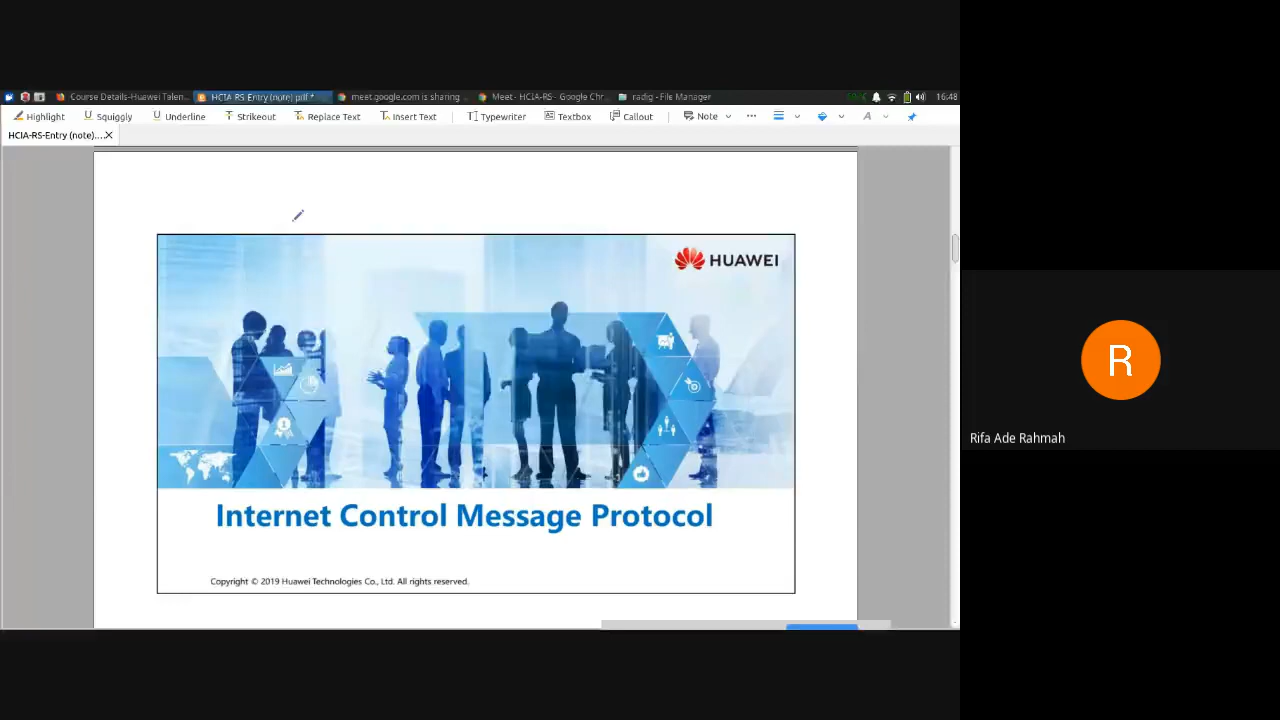 Course Details-Huawei Talen...
HCIA-RS-Entry (note).pdf *
meet.google.com is sharing
Meet - HCIA-RS - Google Chr...
radig - File Manager
16:48
Highlight
Squiggly
Underline
Strikeout
Replace Text
Insert Text
Typewriter
Textbox
Callout
Note
A
HCIA-RS-Entry (note)....
HUAWEI
1
Internet Control Message Protocol
Copyright © 2019 Huawei Technologies Co., Ltd. All rights reserved.
R
Rifa Ade Rahmah